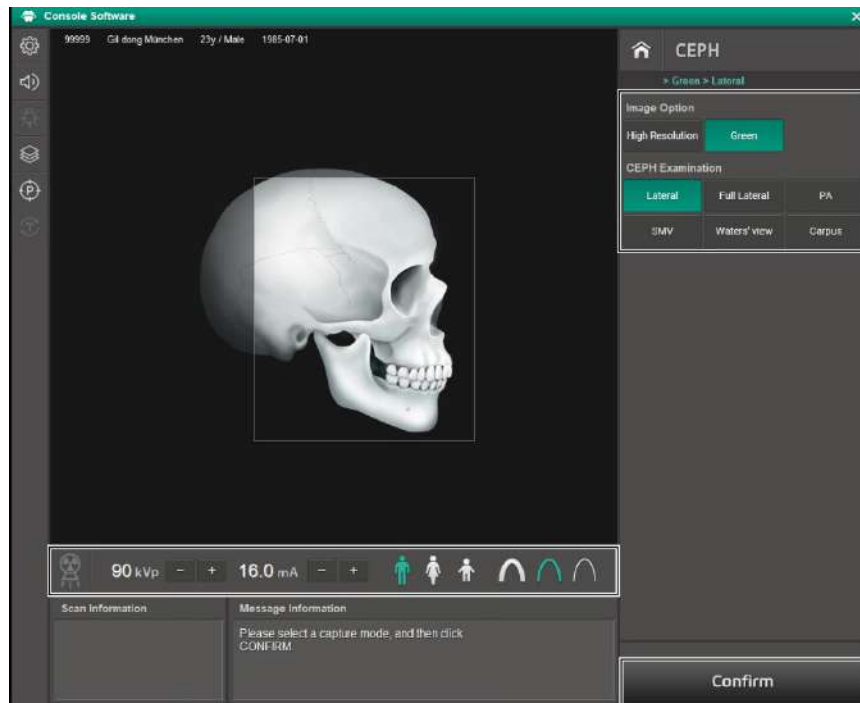 Console Software
99999 Gil dong München 23y / Male 1985-07-01
CEPH
> Green > Lateral
Image Option
High Resolution Green
CEPH Examination
Lateral Full Lateral PA
SMV Waters' view Carpus
P
90 kVp - + 16.0 mA - +
Scan Information Message Information
Please select a capture mode, and then click
CONFIRM
Confirm